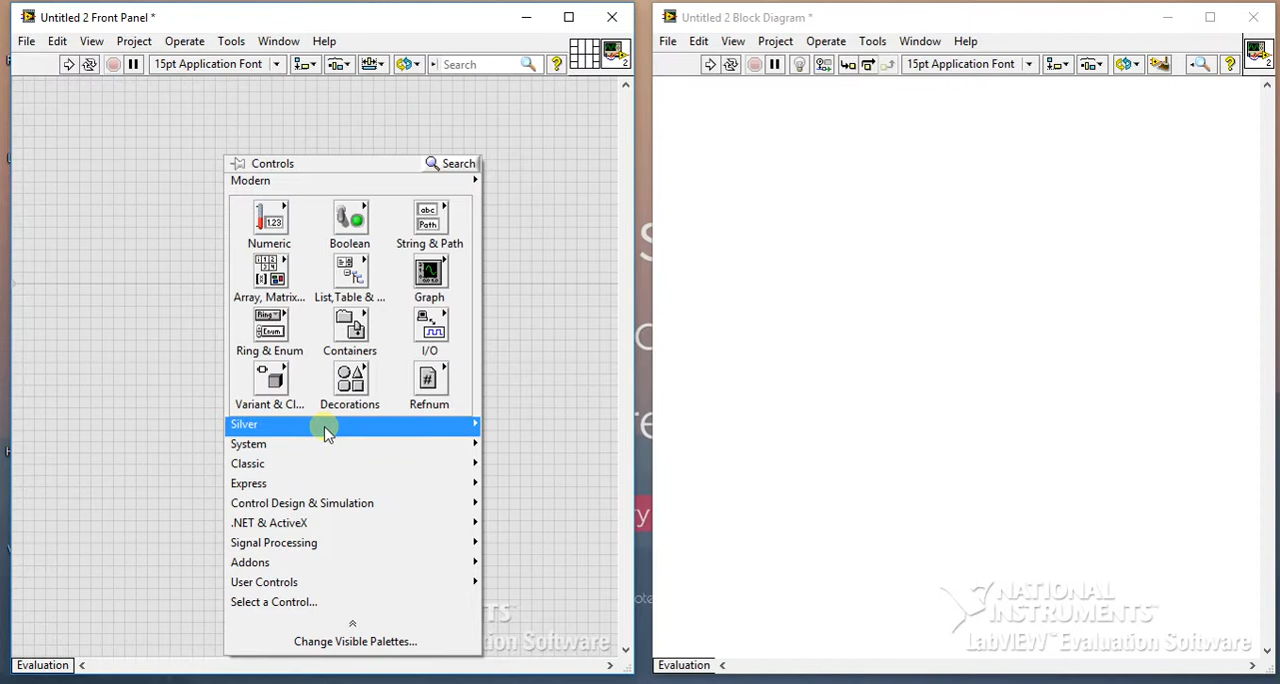 Untitled 2 Front Panel *
File Edit View Project Operate Tools Window Help
15pt Application Font
Search
2
Controls
Search
Modern
Numeric
Boolean
String & Path
Array, Matrix...
List,Table & ...
Graph
Ring & Enum
Containers
I/O
Variant & Cl...
Decorations
Refnum
Silver
System
Classic
Express
Control Design & Simulation
.NET & ActiveX
Signal Processing
Addons
User Controls
Select a Control...
Change Visible Palettes...
Evaluation
Untitled 2 Block Diagram *
File Edit View Project Operate Tools Window Help
15pt Application Font
2
NATIONAL
INSTRUMENTS
LabVIEW™ Evaluation Software
Evaluation